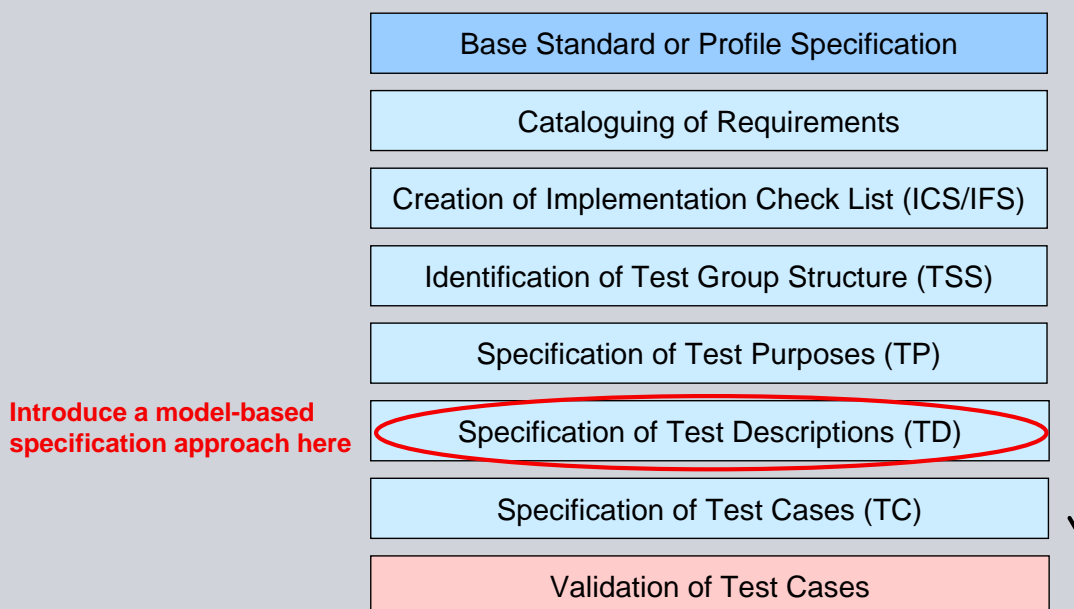 Base Standard or Profile Specification
Cataloguing of Requirements
Creation of Implementation Check List (ICS/IFS)
Identification of Test Group Structure (TSS)
Specification of Test Purposes (TP)
Introduce a model-based
specification approach here
Specification of Test Descriptions (TD)
Specification of Test Cases (TC)
Validation of Test Cases